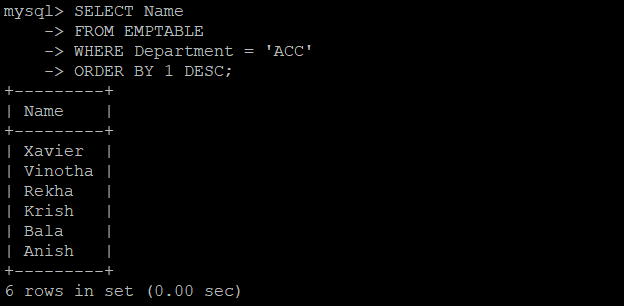 mysql> SELECT Name
    -> FROM EMPTABLE
    -> WHERE Department = 'ACC'
    -> ORDER BY 1 DESC;
+---------+
| Name    |
+---------+
| Xavier  |
| Vinotha |
| Rekha   |
| Krish   |
| Bala    |
| Anish   |
+---------+
6 rows in set (0.00 sec)